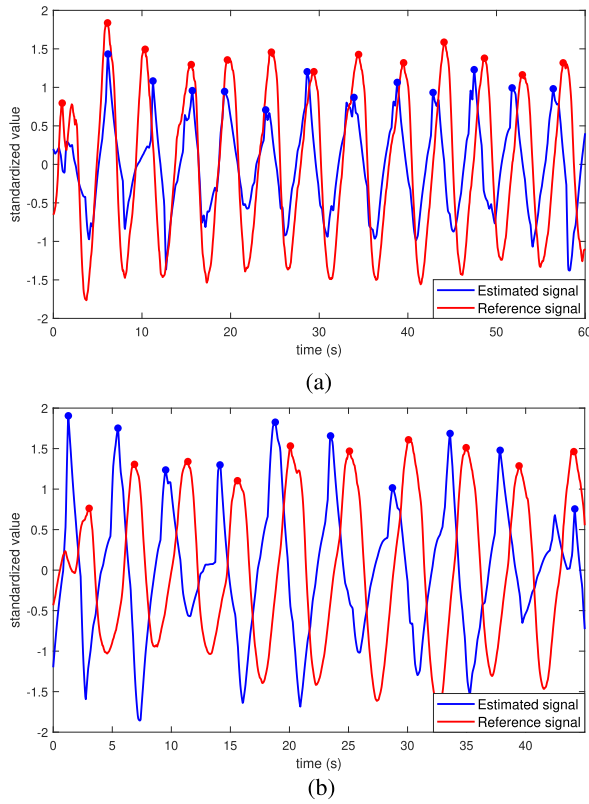 2
1.5
1
0.5
0
-0.5
-1
-1.5
-2
standardized value
0 10 20 30 40 50 60
time (s)
Estimated signal
Reference signal
(a)
2
1.5
1
0.5
0
-0.5
-1
-1.5
-2
standardized value
0 5 10 15 20 25 30 35 40
time (s)
Estimated signal
Reference signal
(b)